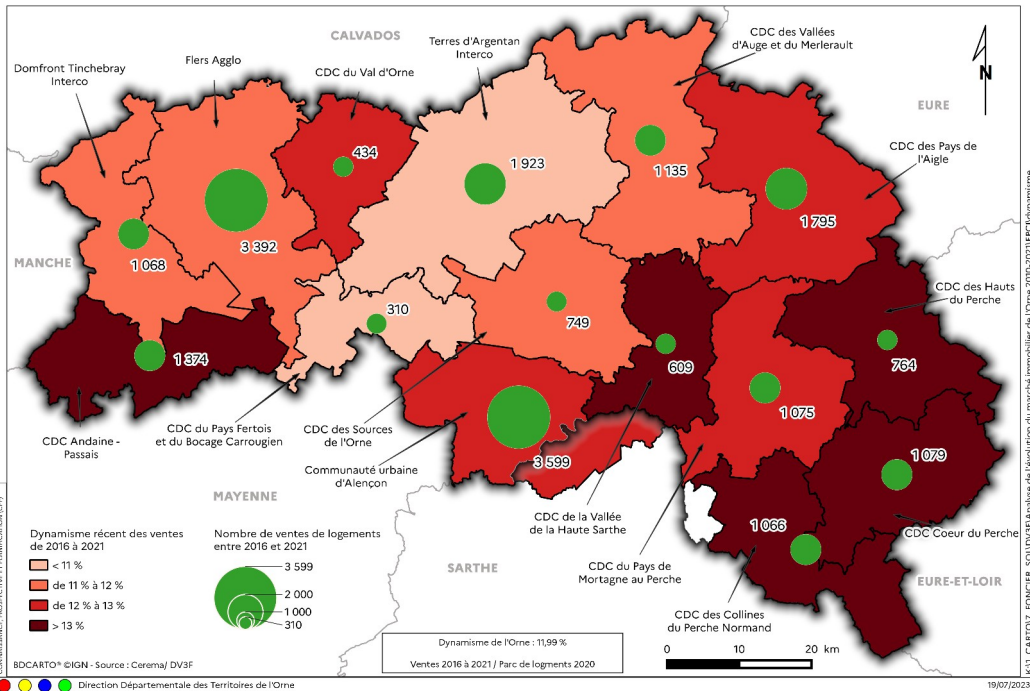 CALVADOS
Terres d'Argentan
Interco
CDC des Vallées
d'Auge et du Merlerault
Domfront Tinchebray
Interco
Flers Agglo
CDC du Val d'Orne
N
EURE
CDC des Pays de
l'Aigle
434
1 923
1 135
1 795
3 392
1 068
MANCHE
CDC des Hauts
du Perche
310
749
609
764
1 374
1 075
CDC Andaine -
Passais
CDC du Pays Fertois
et du Bocage Carrougien
CDC des Sources
de l'Orne
Communauté urbaine
d'Alençon
3 599
1 079
MAYENNE
CDC de la Vallée
de la Haute Sarthe
1 066
CDC Coeur du Perche
SARTHE
CDC du Pays de
Mortagne au Perche
EURE-ET-LOIR
CDC des Collines
du Perche Normand
Dynamisme récent des ventes
de 2016 à 2021
< 11 %
de 11 % à 12 %
de 12 % à 13 %
> 13 %
Nombre de ventes de logements
entre 2016 et 2021
3 599
2 000
1 000
310
Dynamisme de l'Orne : 11,99 %
Ventes 2016 à 2021 / Parc de logments 2020
0 10 20 km
BDCARTO® ©IGN - Source : Cerema/ DV3F
Direction Départementale des Territoires de l'Orne
19/07/2023